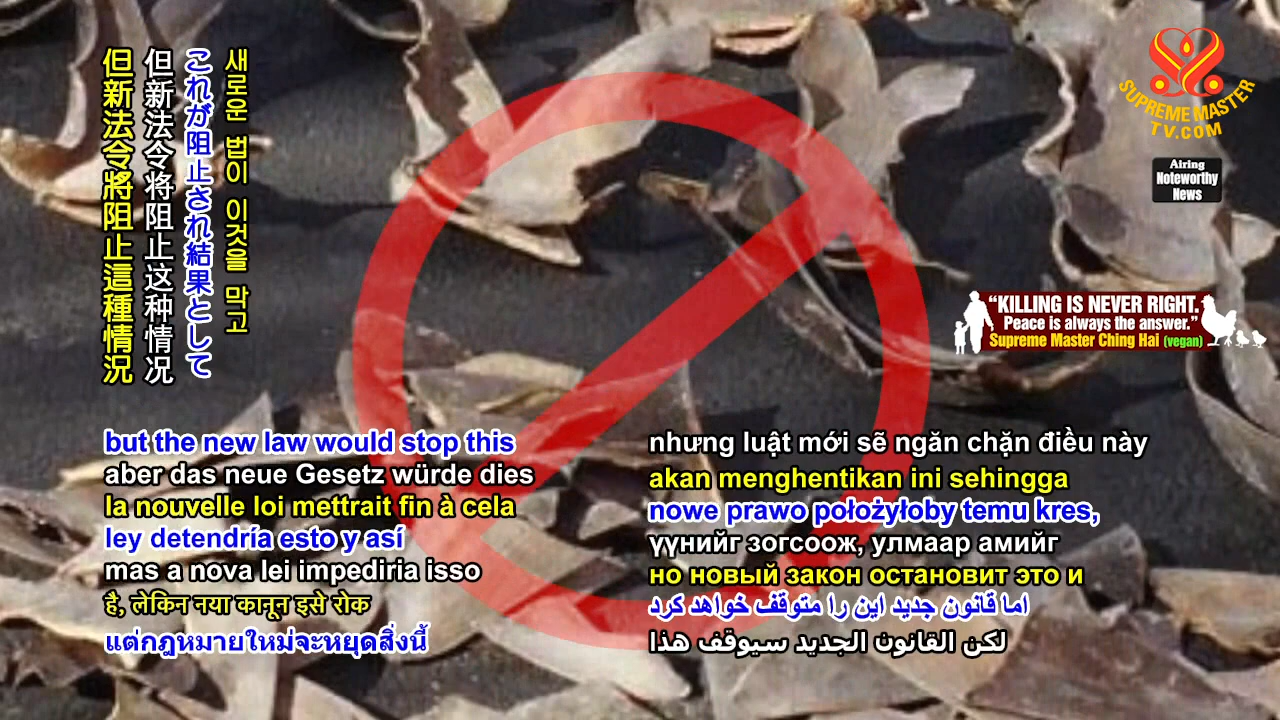 但新法令將阻止這種情況
但新法令将阻止这种情况
これが阻止され結果として
새로운 법이 이것을 막고
SUPREME MASTER
TV.COM
Airing
Noteworthy
News
“KILLING IS NEVER RIGHT.
Peace is always the answer.”
Supreme Master Ching Hai (vegan)
but the new law would stop this
aber das neue Gesetz würde dies
la nouvelle loi mettrait fin à cela
ley detendría esto y así
mas a nova lei impediria isso
है, लेकिन नया कानून इसे रोक
แต่กฎหมายใหม่จะหยุดสิ่งนี้
nhưng luật mới sẽ ngăn chặn điều này
akan menghentikan ini sehingga
nowe prawo położyłoby temu kres,
үүнийг зогсоож, улмаар амийг
но новый закон остановит это и
اما قانون جدید این را متوقف خواهد کرد
لكن القانون الجديد سيوقف هذا